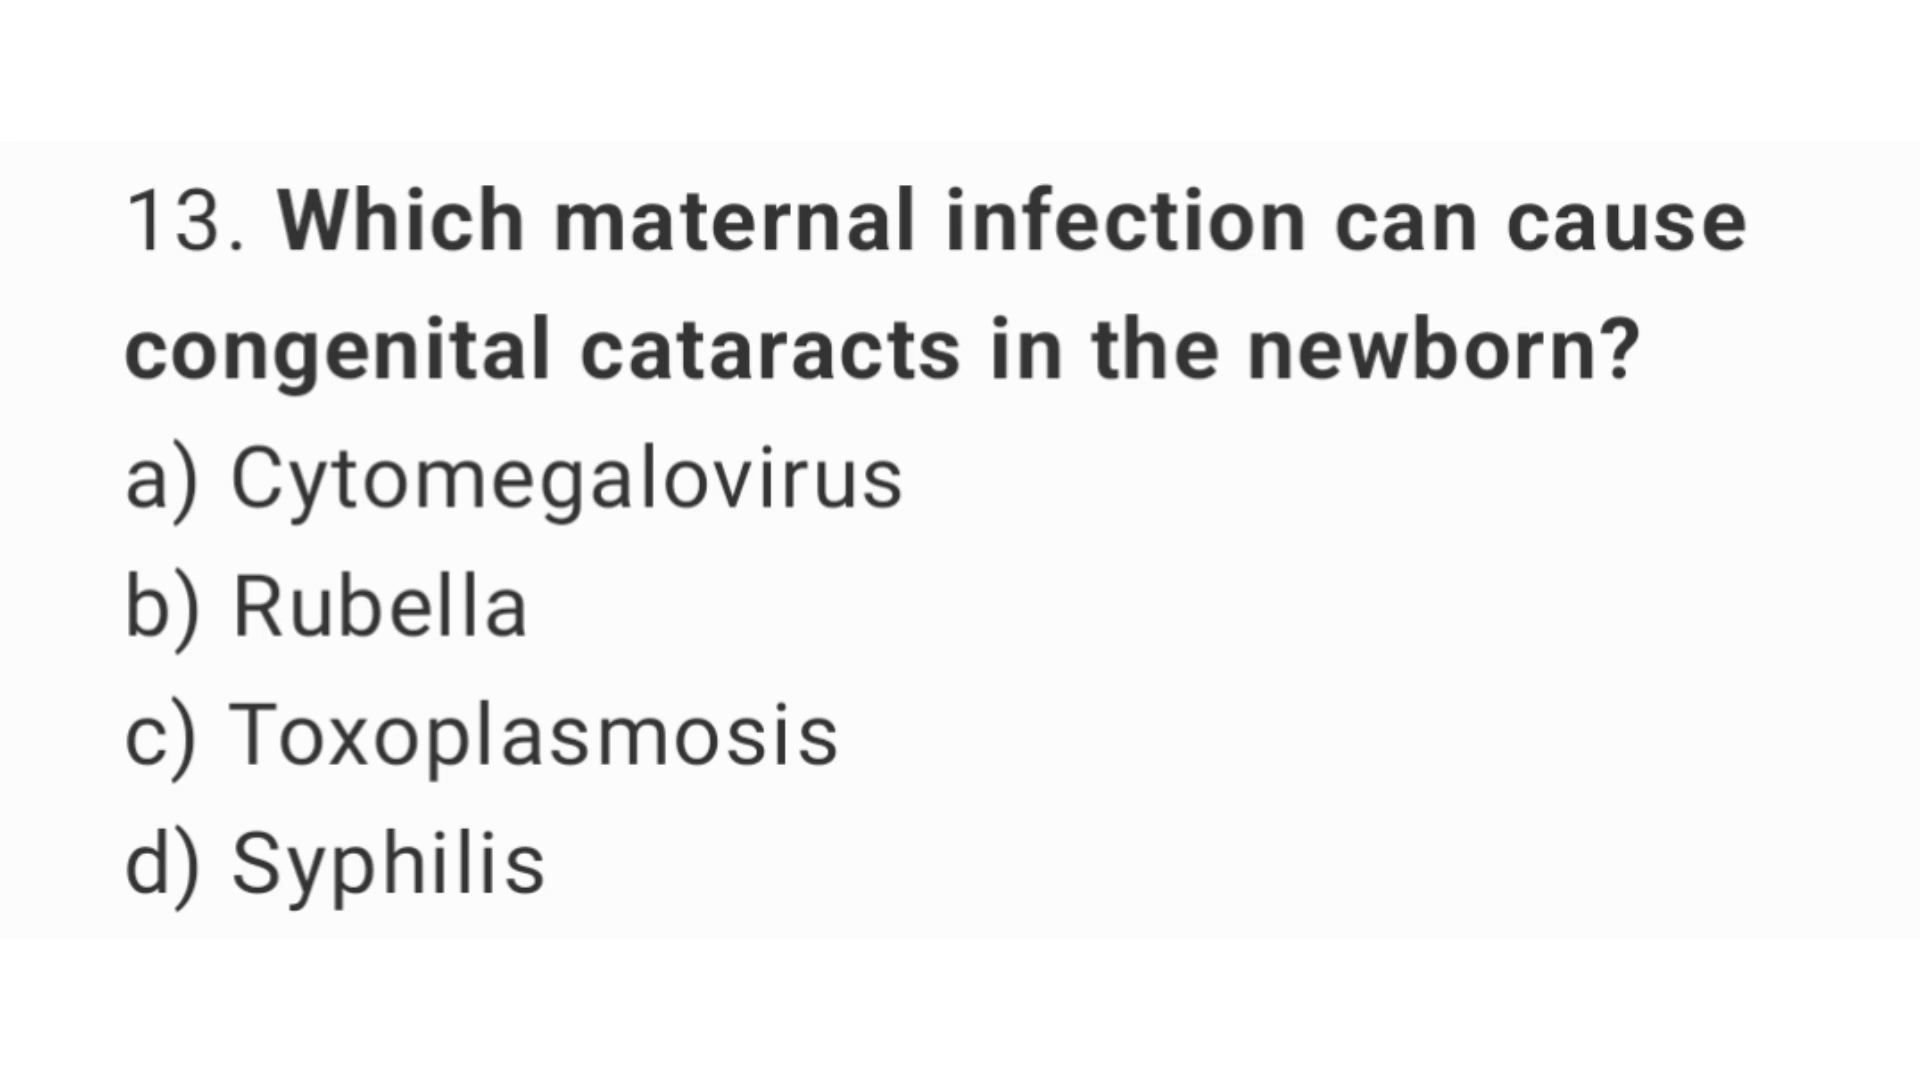 13. Which maternal infection can cause
congenital cataracts in the newborn?
a) Cytomegalovirus
b) Rubella
c) Toxoplasmosis
d) Syphilis